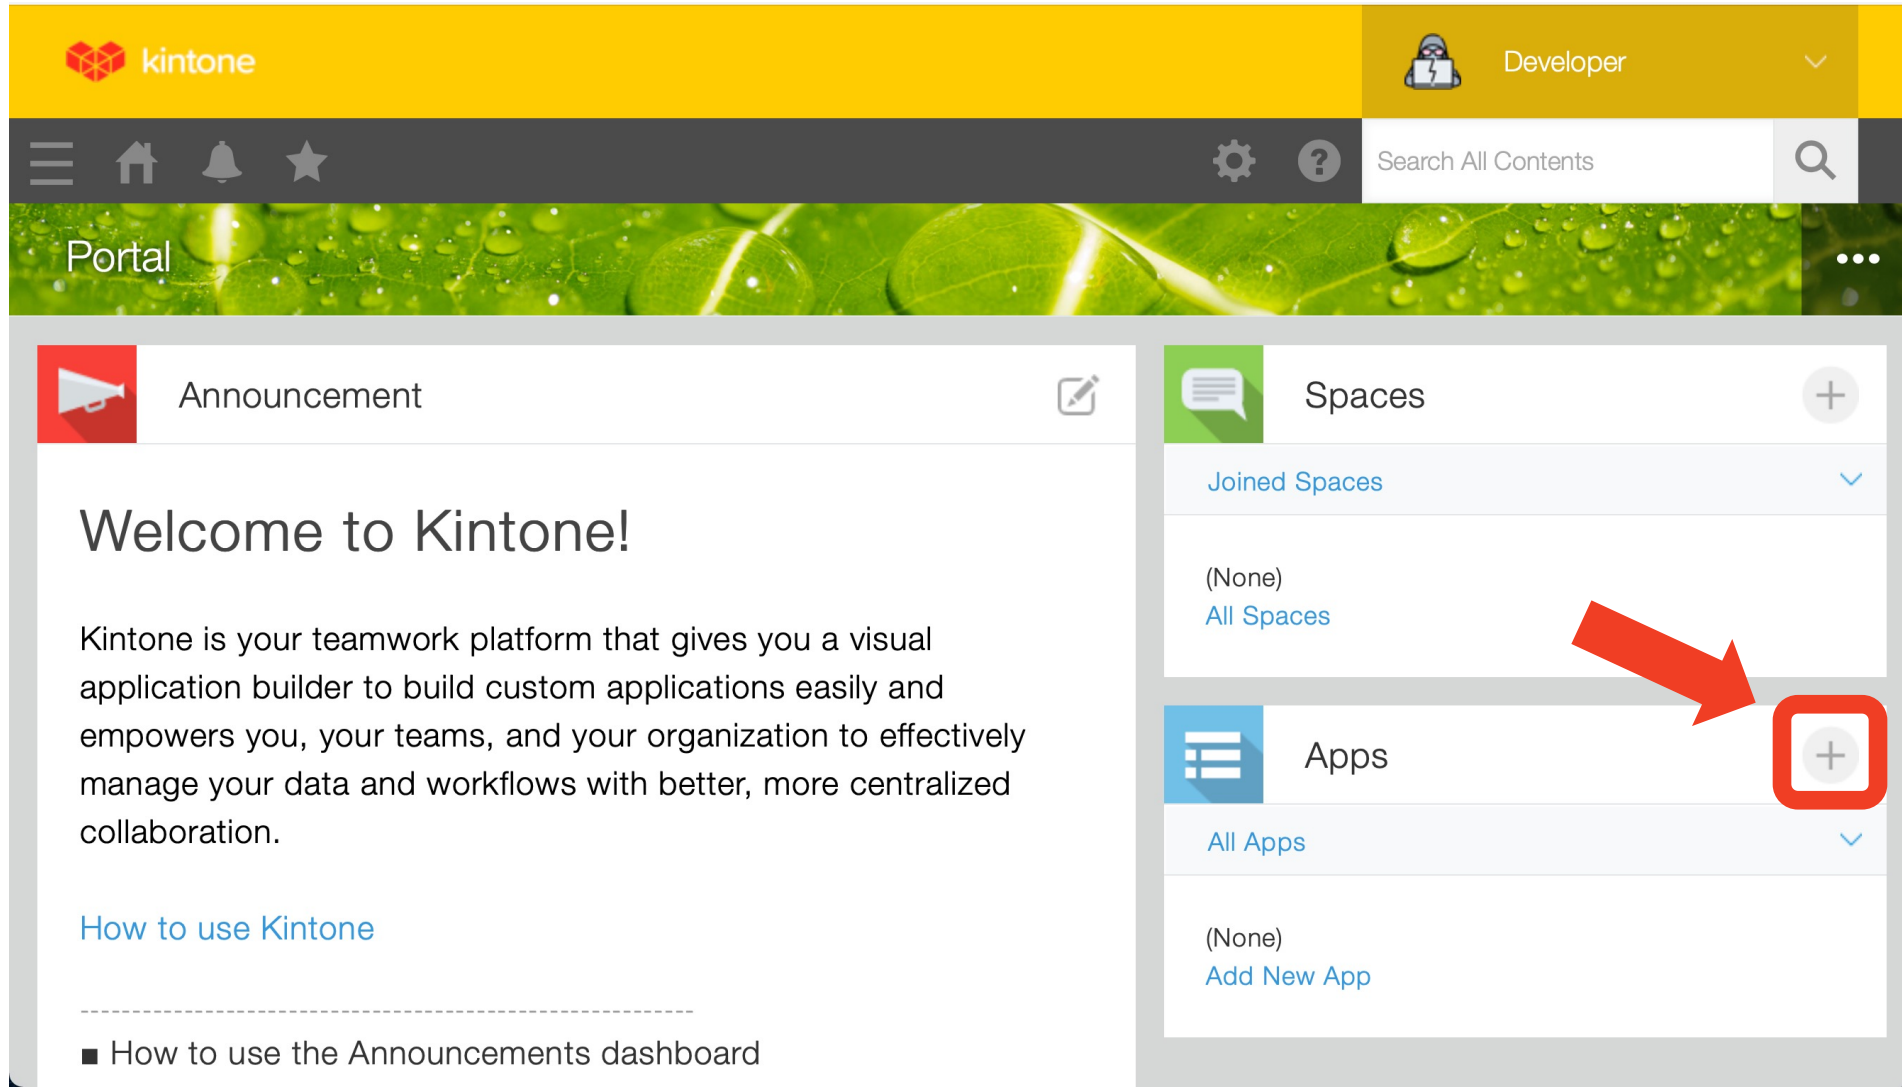 kintone
Developer
Search All Contents
Portal
Announcement
Welcome to Kintone!
Kintone is your teamwork platform that gives you a visual
application builder to build custom applications easily and
empowers you, your teams, and your organization to effectively
manage your data and workflows with better, more centralized
collaboration.
How to use Kintone
-----------------------------------------------------------
■ How to use the Announcements dashboard
Spaces
Joined Spaces
(None)
All Spaces
Apps
All Apps
(None)
Add New App